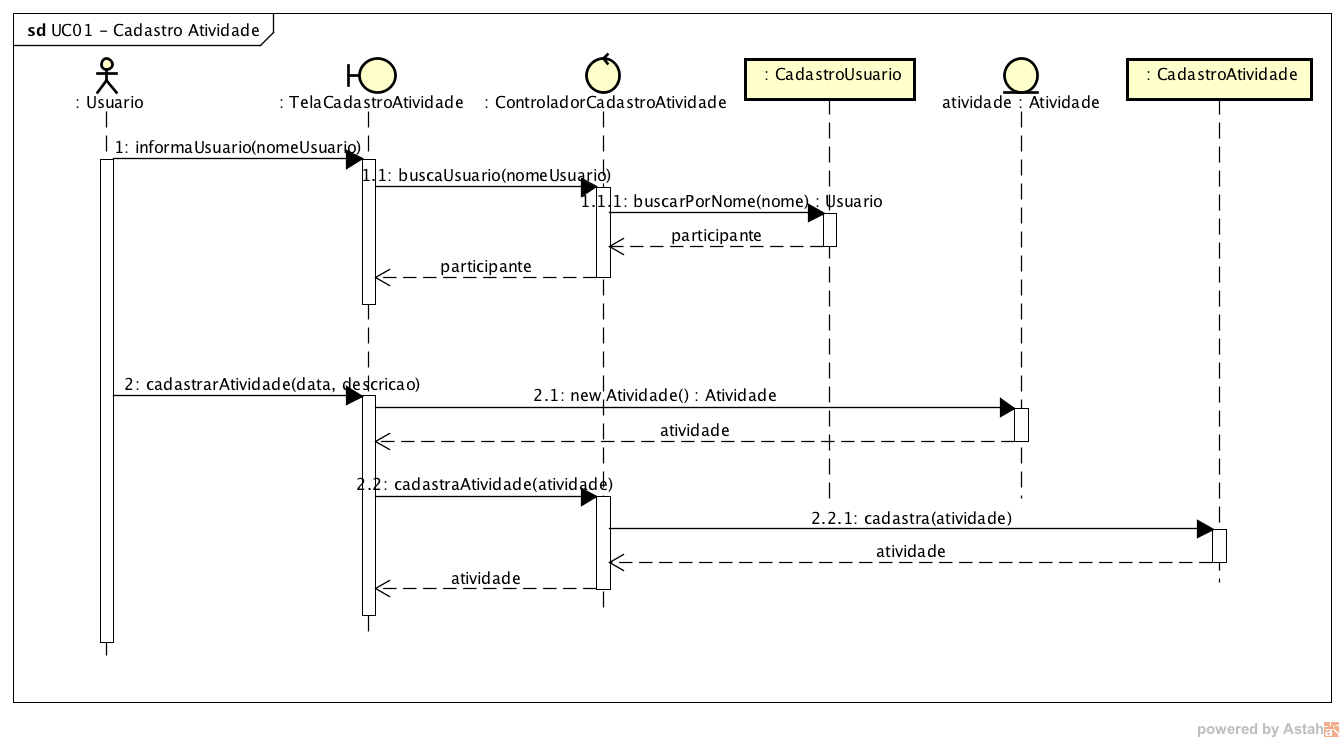 sd UC01 - Cadastro Atividade
: Usuario
: TelaCadastroAtividade
: ControladorCadastroAtividade
: CadastroUsuario
atividade : Atividade
: CadastroAtividade
1: informaUsuario(nomeUsuario)
1.1: buscaUsuario(nomeUsuario)
1.1.1: buscarPorNome(nome) : Usuario
participante
participante
2: cadastrarAtividade(data, descricao)
2.1: new Atividade() : Atividade
atividade
2.2: cadastraAtividade(atividade)
2.2.1: cadastra(atividade)
atividade
atividade
powered by Astah